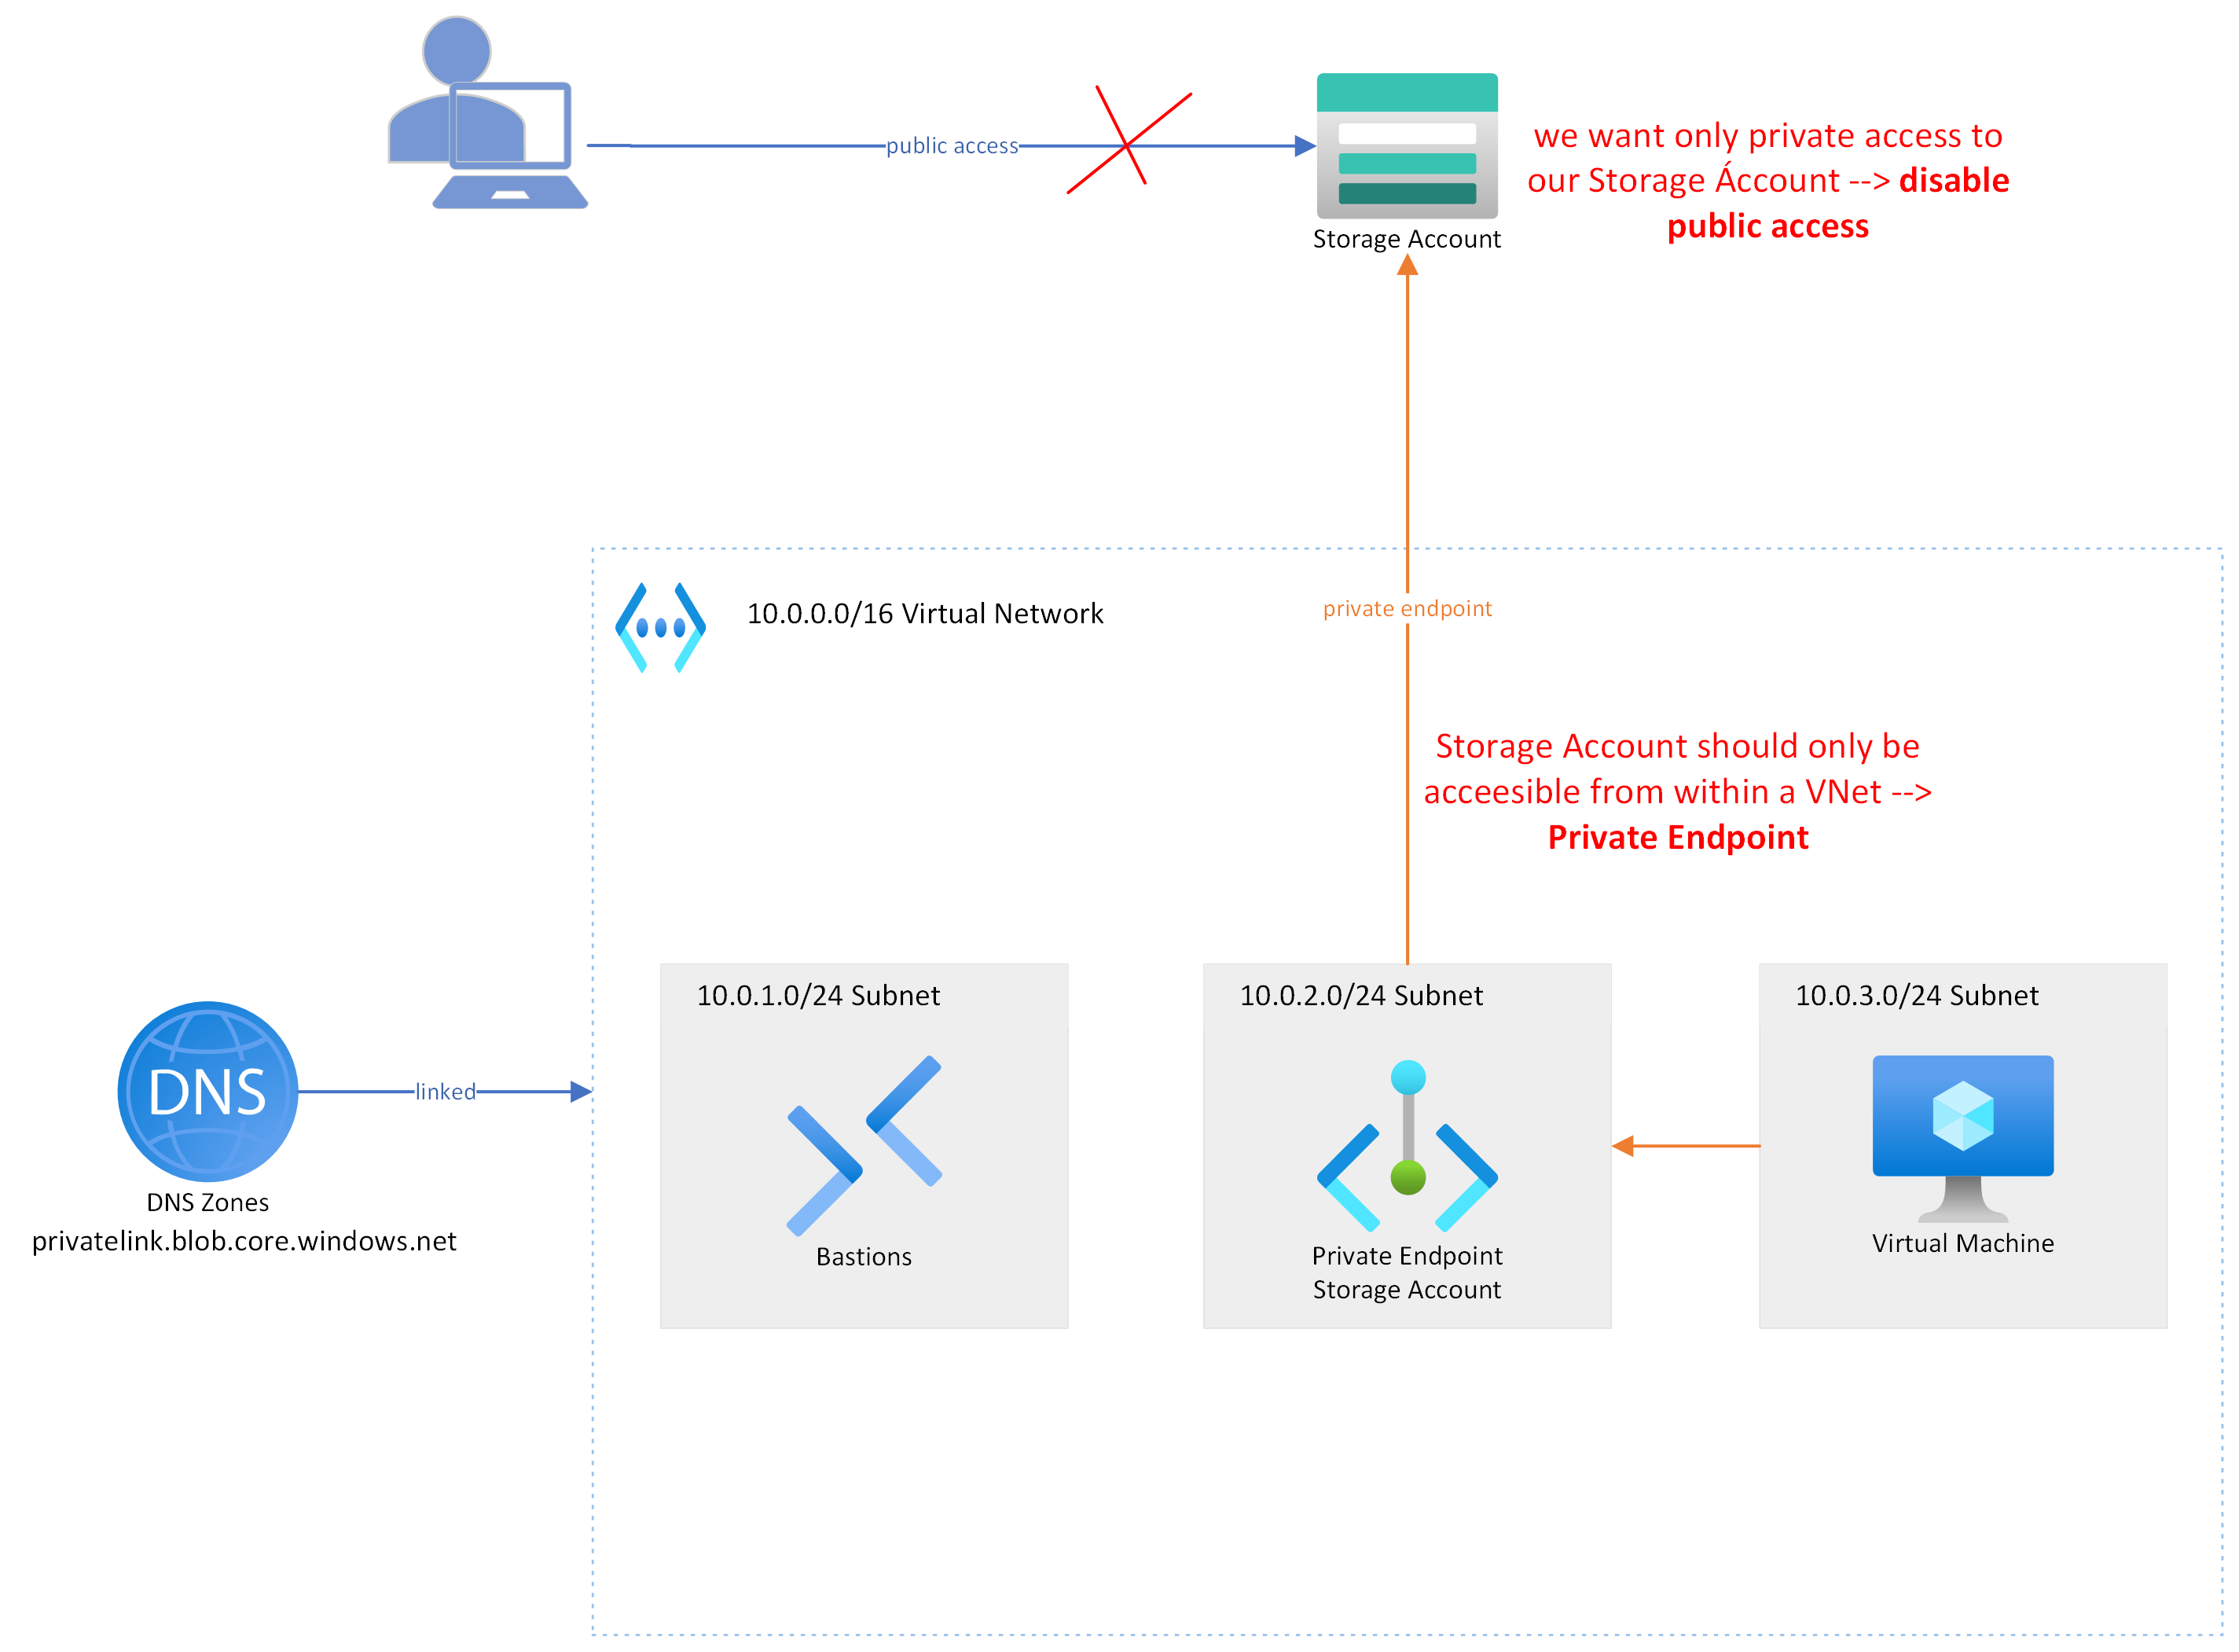 public access
we want only private access to
our Storage Áccount --> disable
public access
Storage Account
10.0.0.0/16 Virtual Network
private endpoint
Storage Account should only be
acceesible from within a VNet -->
Private Endpoint
10.0.1.0/24 Subnet
10.0.2.0/24 Subnet
10.0.3.0/24 Subnet
DNS
linked
DNS Zones
privatelink.blob.core.windows.net
Bastions
Private Endpoint
Storage Account
Virtual Machine